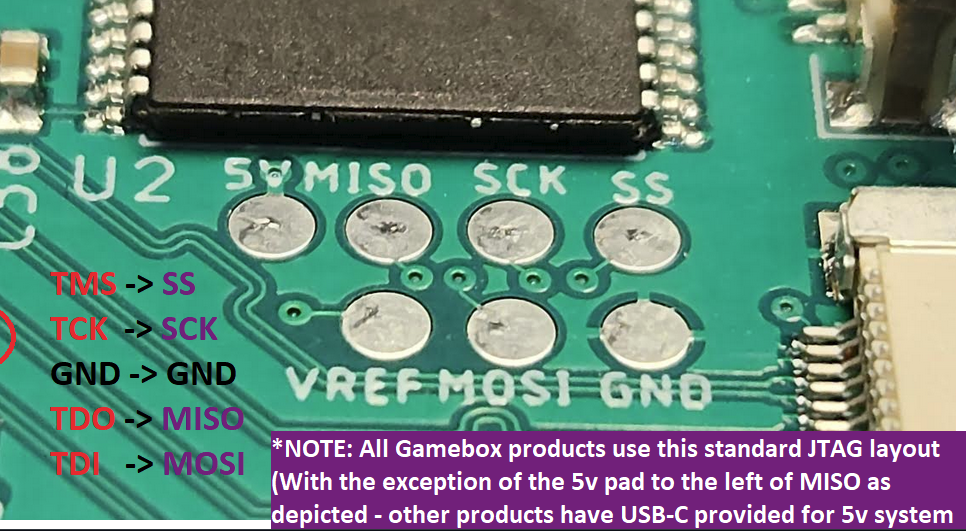 U2
5V MISO SCK SS
VREF MOSI GND
TMS -> SS
TCK -> SCK
GND -> GND
TDO -> MISO
TDI -> MOSI
*NOTE: All Gamebox products use this standard JTAG layout
(With the exception of the 5v pad to the left of MISO as
depicted - other products have USB-C provided for 5v system